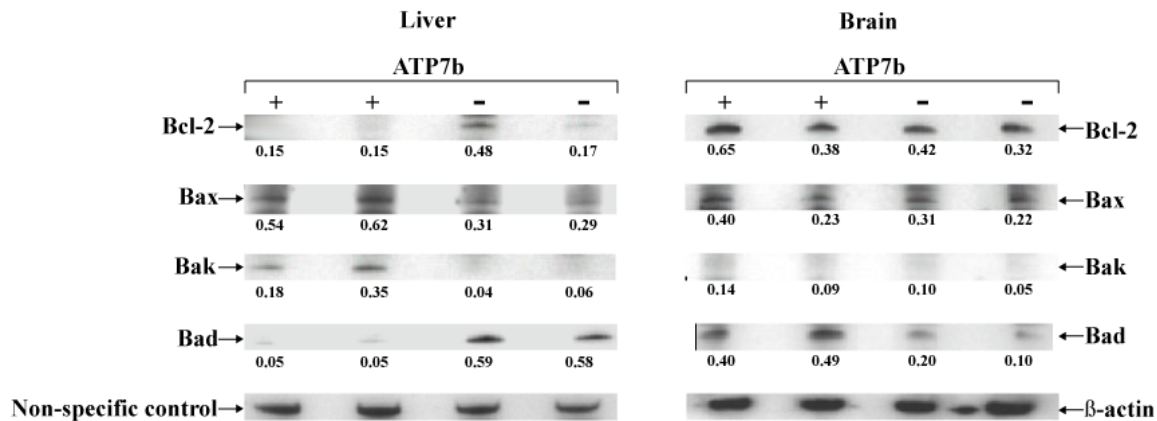 Liver Brain
ATP7b ATP7b
+ + - - + + - -
Bcl-2 Bcl-2
0.15 0.15 0.48 0.17 0.65 0.38 0.42 0.32
Bax Bax
0.54 0.62 0.31 0.29 0.40 0.23 0.31 0.22
Bak Bak
0.18 0.35 0.04 0.06 0.14 0.09 0.10 0.05
Bad Bad
0.05 0.05 0.59 0.58 0.40 0.49 0.20 0.10
Non-specific control ß-actin